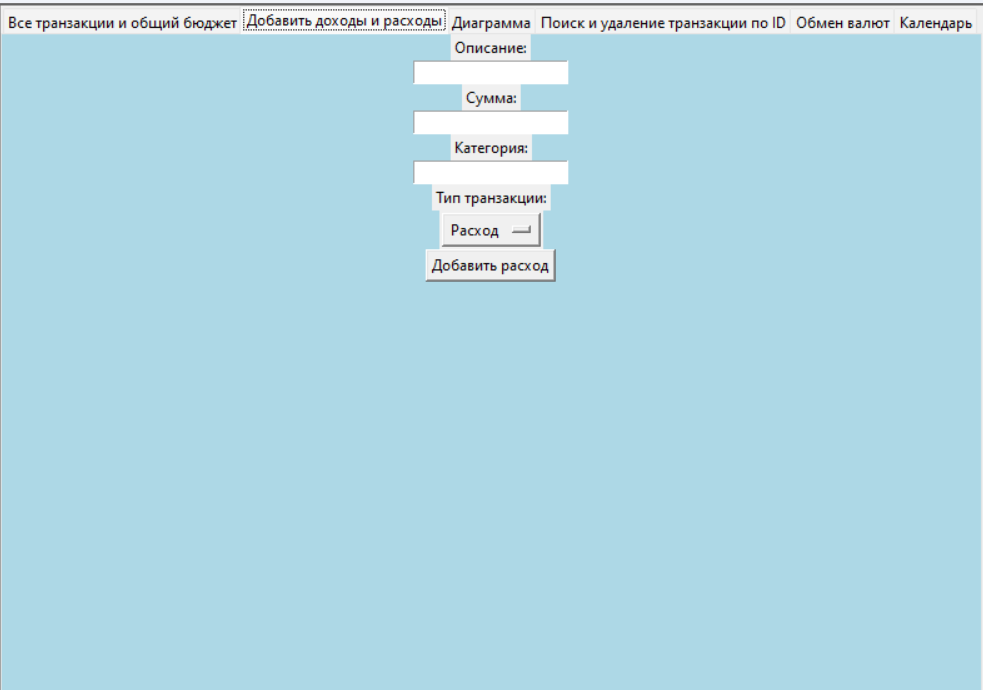 Все транзакции и общий бюджет Добавить доходы и расходы Диаграмма Поиск и удаление транзакции по ID Обмен валют Календарь
Описание:
Сумма:
Категория:
Тип транзакции:
Расход
Добавить расход